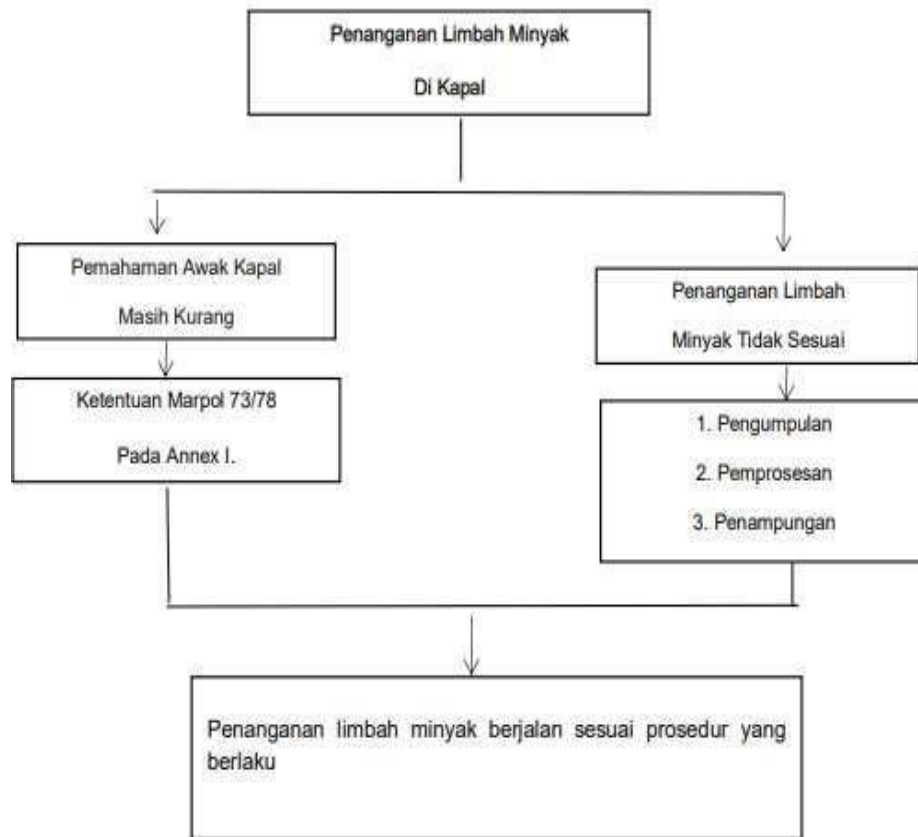 Penanganan Limbah Minyak
Di Kapal
Pemahaman Awak Kapal
Masih Kurang
Penanganan Limbah
Minyak Tidak Sesuai
Ketentuan Marpol 73/78
Pada Annex I.
1. Pengumpulan
2. Pemprosesan
3. Penampungan
Penanganan limbah minyak berjalan sesuai prosedur yang
berlaku